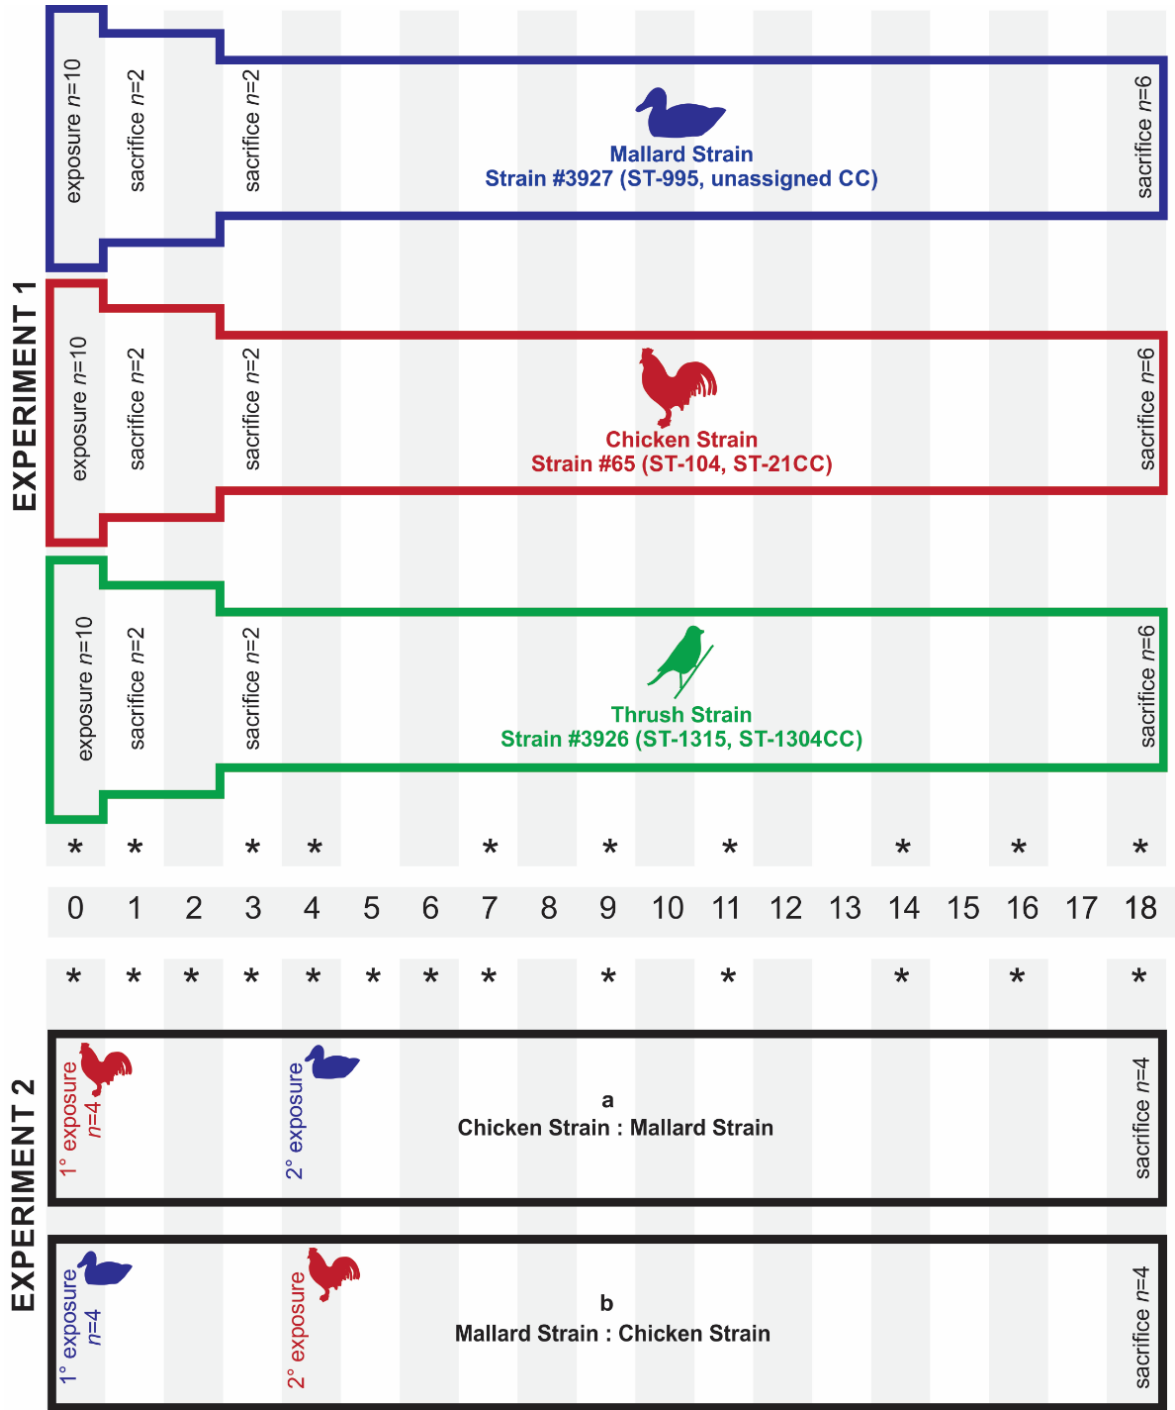 EXPERIMENT 1
exposure n=10
sacrifice n=2
sacrifice n=2
Mallard Strain
Strain #3927 (ST-995, unassigned CC)
sacrifice n=6
exposure n=10
sacrifice n=2
sacrifice n=2
Chicken Strain
Strain #65 (ST-104, ST-21CC)
sacrifice n=6
exposure n=10
sacrifice n=2
sacrifice n=2
Thrush Strain
Strain #3926 (ST-1315, ST-1304CC)
sacrifice n=6
* * * * * * * * * *
0 1 2 3 4 5 6 7 8 9 10 11 12 13 14 15 16 17 18
* * * * * * * * * * * * *
EXPERIMENT 2
1° exposure
n=4
2° exposure
a
Chicken Strain : Mallard Strain
sacrifice n=4
1° exposure
n=4
2° exposure
b
Mallard Strain : Chicken Strain
sacrifice n=4